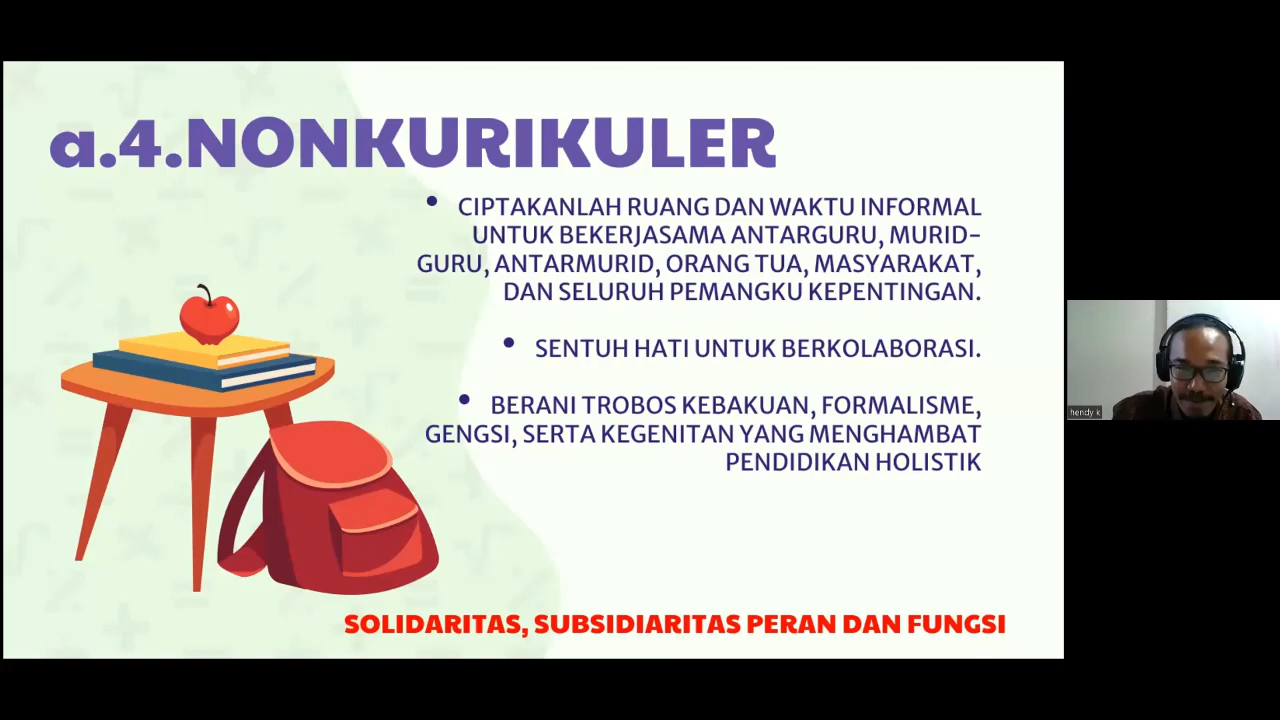 a.4.NONKURIKULER
• CIPTAKANLAH RUANG DAN WAKTU INFORMAL
UNTUK BEKERJASAMA ANTARGURU, MURID-
GURU, ANTARMURID, ORANG TUA, MASYARAKAT,
DAN SELURUH PEMANGKU KEPENTINGAN.
• SENTUH HATI UNTUK BERKOLABORASI.
• BERANI TROBOS KEBAKUAN, FORMALISME,
GENGSI, SERTA KEGENITAN YANG MENGHAMBAT
PENDIDIKAN HOLISTIK
SOLIDARITAS, SUBSIDIARITAS PERAN DAN FUNGSI
hendy k